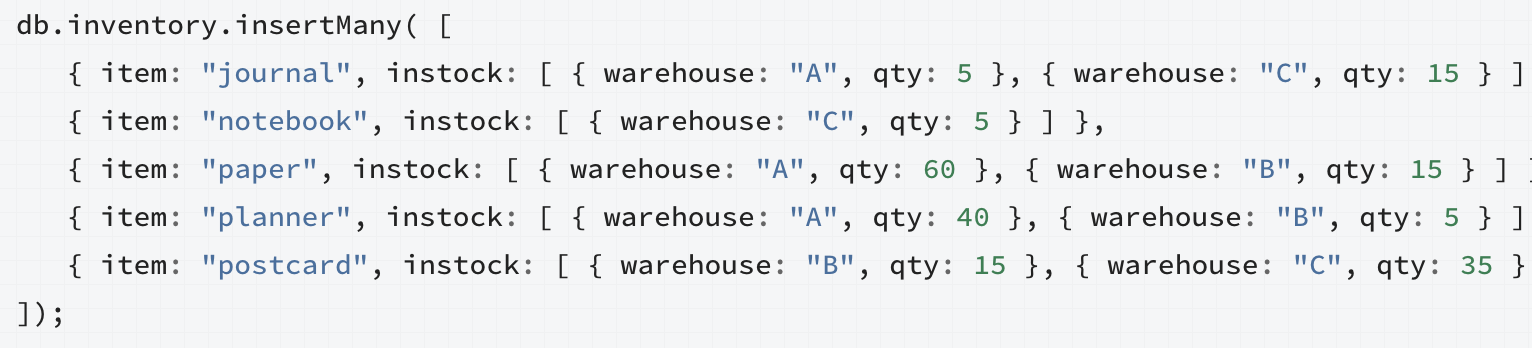 db.inventory.insertMany( [
   { item: "journal", instock: [ { warehouse: "A", qty: 5 }, { warehouse: "C", qty: 15 } ]
   { item: "notebook", instock: [ { warehouse: "C", qty: 5 } ] },
   { item: "paper", instock: [ { warehouse: "A", qty: 60 }, { warehouse: "B", qty: 15 } ]
   { item: "planner", instock: [ { warehouse: "A", qty: 40 }, { warehouse: "B", qty: 5 } ]
   { item: "postcard", instock: [ { warehouse: "B", qty: 15 }, { warehouse: "C", qty: 35 }
]);